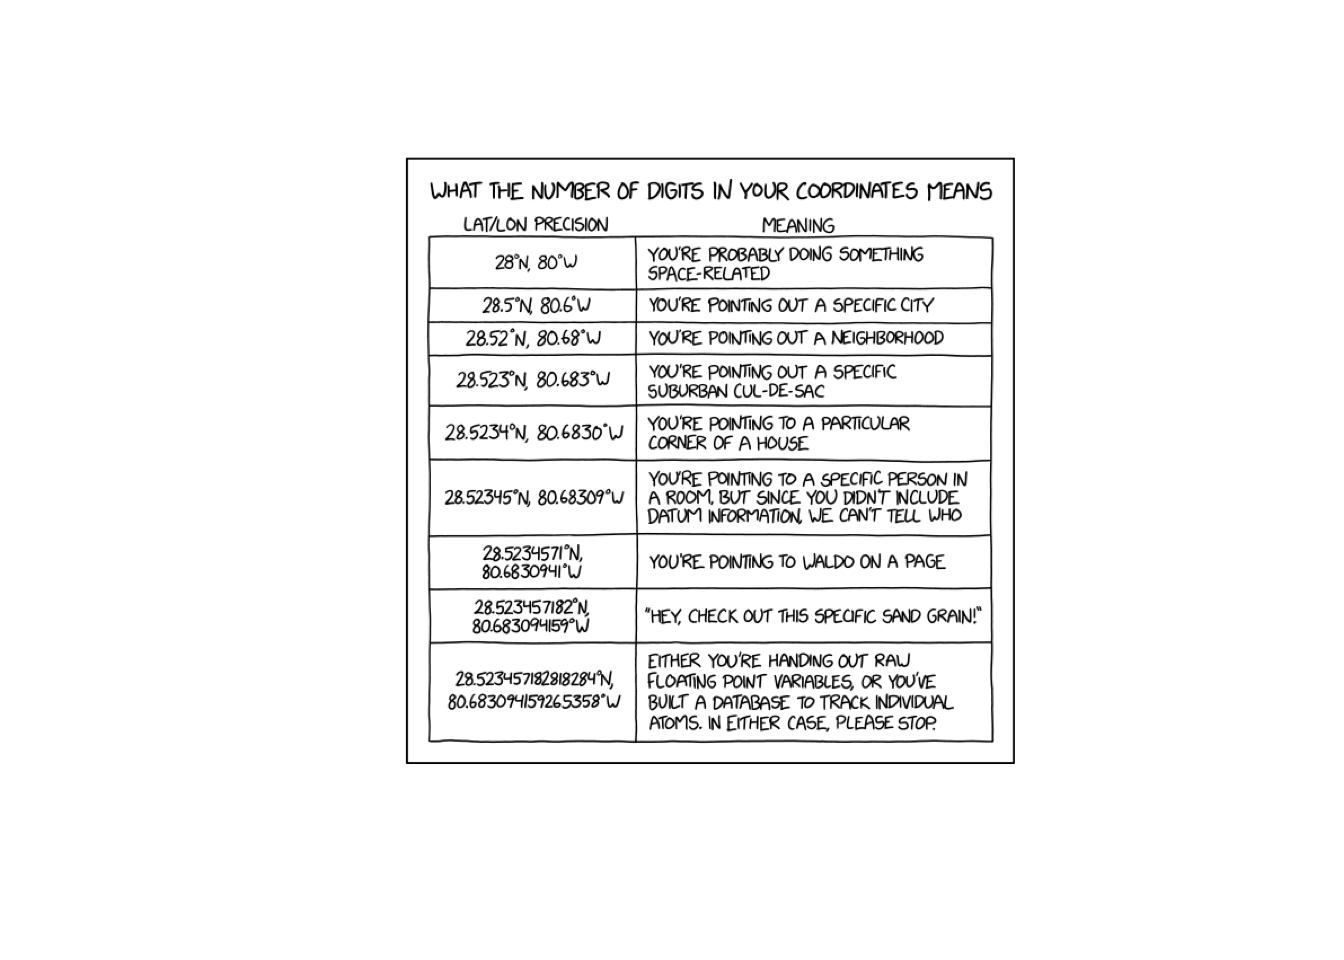 WHAT THE NUMBER OF DIGITS IN YOUR COORDINATES MEANS
LAT/LON PRECISION MEANING
28°N, 80°W
YOU'RE PROBABLY DOING SOMETHING
SPACE-RELATED
28.5°N, 80.6°W
YOU'RE POINTING OUT A SPECIFIC CITY
28.52°N, 80.68°W
YOU'RE POINTING OUT A NEIGHBORHOOD
28.523°N, 80.683°W
YOU'RE POINTING OUT A SPECIFIC
SUBURBAN CUL-DE-SAC
28.5234°N, 80.6830°W
YOU'RE POINTING TO A PARTICULAR
CORNER OF A HOUSE
28.52345°N, 80.68309°W
YOU'RE POINTING TO A SPECIFIC PERSON IN
A ROOM, BUT SINCE YOU DIDN'T INCLUDE
DATUM INFORMATION, WE CAN'T TELL WHO
28.5234571°N,
80.6830941°W
YOU'RE POINTING TO WALDO ON A PAGE
28.523457182°N,
80.683094159°W
"HEY, CHECK OUT THIS SPECIFIC SAND GRAIN!"
28.523457182818284°N,
80.683094159265358°W
EITHER YOU'RE HANDING OUT RAW
FLOATING POINT VARIABLES, OR YOU'VE
BUILT A DATABASE TO TRACK INDIVIDUAL
ATOMS. IN EITHER CASE, PLEASE STOP.